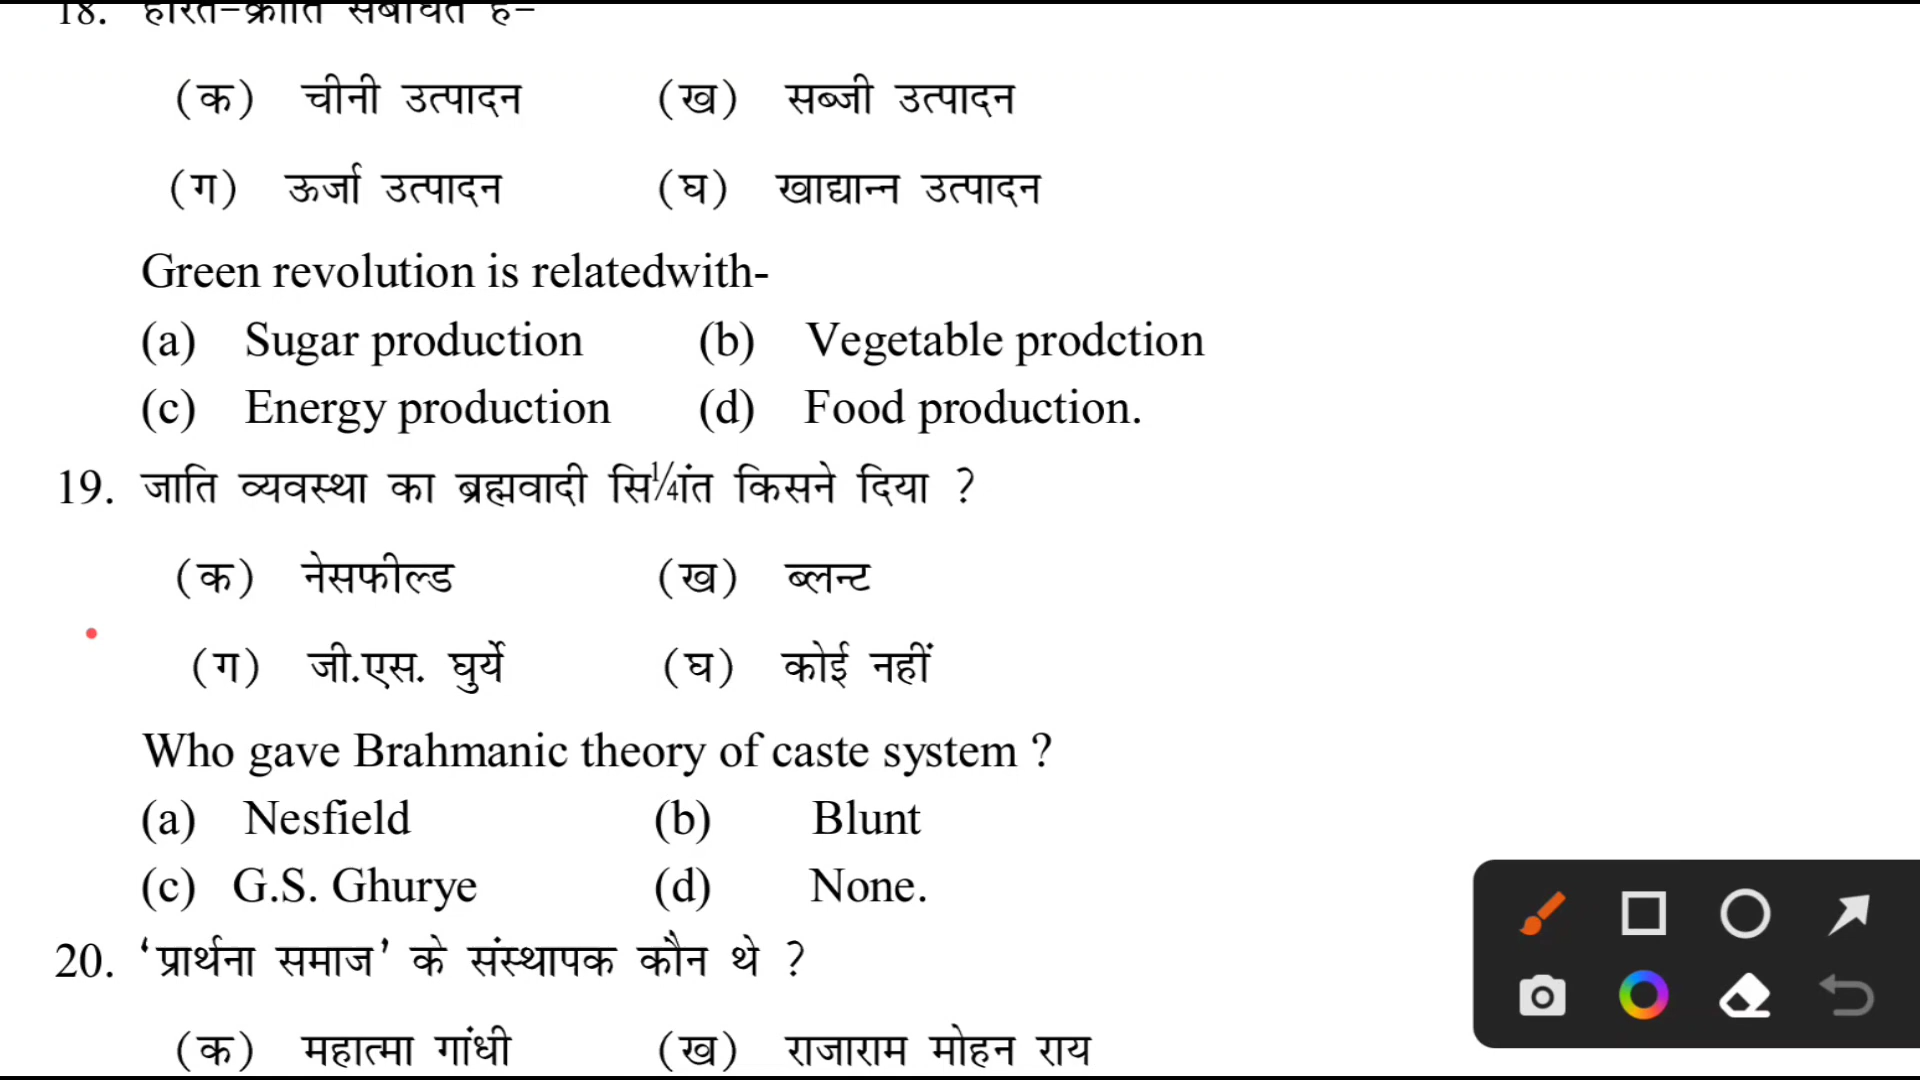 18. हरित-क्रांति संबंधित है-
(क) चीनी उत्पादन (ख) सब्जी उत्पादन
(ग) ऊर्जा उत्पादन (घ) खाद्यान्न उत्पादन
Green revolution is relatedwith-
(a) Sugar production (b) Vegetable prodction
(c) Energy production (d) Food production.
19. जाति व्यवस्था का ब्रह्मवादी सि¼ांत किसने दिया ?
(क) नेसफील्ड (ख) ब्लन्ट
(ग) जी.एस. घुर्ये (घ) कोई नहीं
Who gave Brahmanic theory of caste system ?
(a) Nesfield (b) Blunt
(c) G.S. Ghurye (d) None.
20. ‘प्रार्थना समाज’ के संस्थापक कौन थे ?
(क) महात्मा गांधी (ख) राजाराम मोहन राय